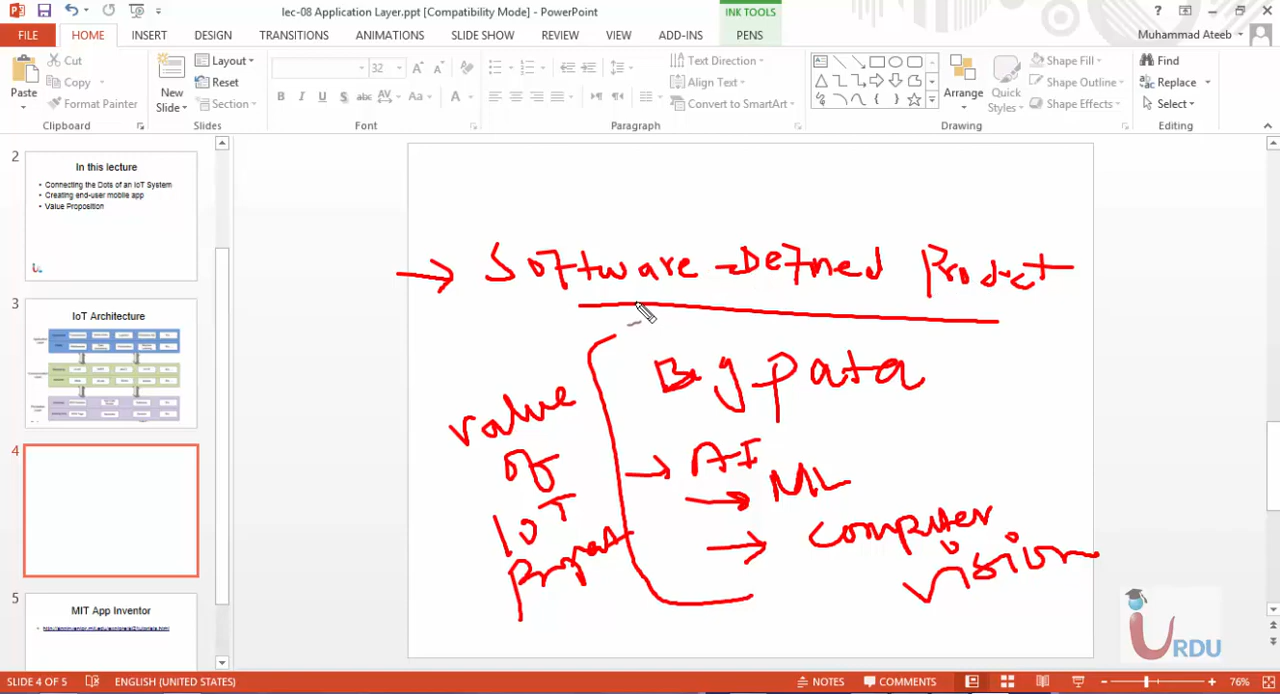 lec-08 Application Layer.ppt [Compatibility Mode] - PowerPoint
INK TOOLS
FILE HOME INSERT DESIGN TRANSITIONS ANIMATIONS SLIDE SHOW REVIEW VIEW ADD-INS PENS
Muhammad Ateeb
Paste
Cut
Copy
Format Painter
Clipboard
New Slide
Layout
Reset
Section
Slides
32
Font
Text Direction
Align Text
Convert to SmartArt
Paragraph
Arrange
Quick Styles
Shape Fill
Shape Outline
Shape Effects
Drawing
Find
Replace
Select
Editing
2
In this lecture
• Connecting the Dots of an IoT System
• Creating end-user mobile app
• Value Proposition
3
IoT Architecture
4
5
MIT App Inventor
→ Software-Defined Product
Big Data
value
of
IoT
→ AI
→ ML
→ computer
vision
URDU
SLIDE 4 OF 5 ENGLISH (UNITED STATES) NOTES COMMENTS 76%